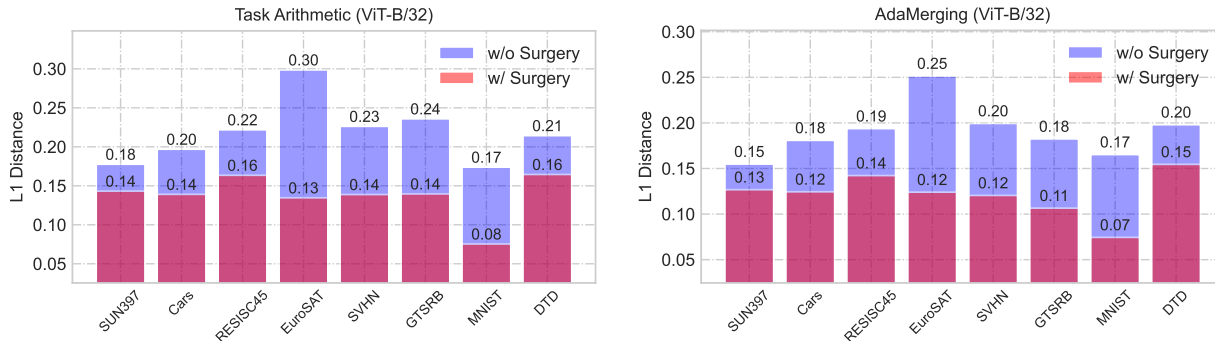 Task Arithmetic (ViT-B/32)
L1 Distance
0.30
0.25
0.20
0.15
0.10
0.05
w/o Surgery
w/ Surgery
0.18
0.20
0.22
0.30
0.23
0.24
0.17
0.21
0.14
0.14
0.16
0.13
0.14
0.14
0.08
0.16
SUN397
Cars
RESISC45
EuroSAT
SVHN
GTSRB
MNIST
DTD
AdaMerging (ViT-B/32)
L1 Distance
0.30
0.25
0.20
0.15
0.10
0.05
w/o Surgery
w/ Surgery
0.15
0.18
0.19
0.25
0.20
0.18
0.17
0.20
0.13
0.12
0.14
0.12
0.12
0.11
0.07
0.15
SUN397
Cars
RESISC45
EuroSAT
SVHN
GTSRB
MNIST
DTD